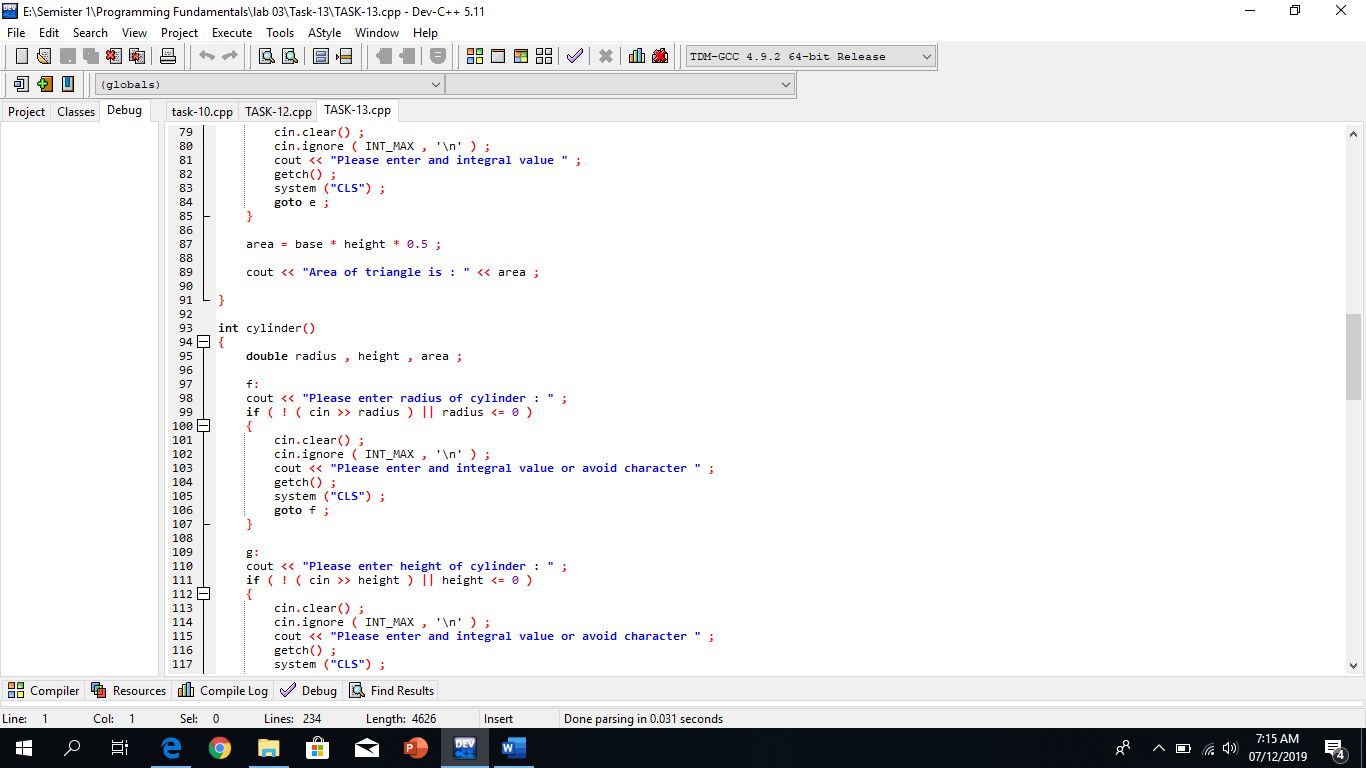 E:\Semister 1\Programming Fundamentals\lab 03\Task-13\TASK-13.cpp - Dev-C++ 5.11
File Edit Search View Project Execute Tools AStyle Window Help
TDM-GCC 4.9.2 64-bit Release
(globals)
Project Classes Debug task-10.cpp TASK-12.cpp TASK-13.cpp
79 cin.clear() ;
80 cin.ignore ( INT_MAX , '\n' ) ;
81 cout << "Please enter and integral value " ;
82 getch() ;
83 system ("CLS") ;
84 goto e ;
85 }
86
87 area = base * height * 0.5 ;
88
89 cout << "Area of triangle is : " << area ;
90
91 }
92
93 int cylinder()
94 {
95 double radius , height , area ;
96
97 f:
98 cout << "Please enter radius of cylinder : " ;
99 if ( ! ( cin >> radius ) || radius <= 0 )
100 {
101 cin.clear() ;
102 cin.ignore ( INT_MAX , '\n' ) ;
103 cout << "Please enter and integral value or avoid character " ;
104 getch() ;
105 system ("CLS") ;
106 goto f ;
107 }
108
109 g:
110 cout << "Please enter height of cylinder : " ;
111 if ( ! ( cin >> height ) || height <= 0 )
112 {
113 cin.clear() ;
114 cin.ignore ( INT_MAX , '\n' ) ;
115 cout << "Please enter and integral value or avoid character " ;
116 getch() ;
117 system ("CLS") ;
Compiler Resources Compile Log Debug Find Results
Line: 1 Col: 1 Sel: 0 Lines: 234 Length: 4626 Insert Done parsing in 0.031 seconds
7:15 AM
07/12/2019
4